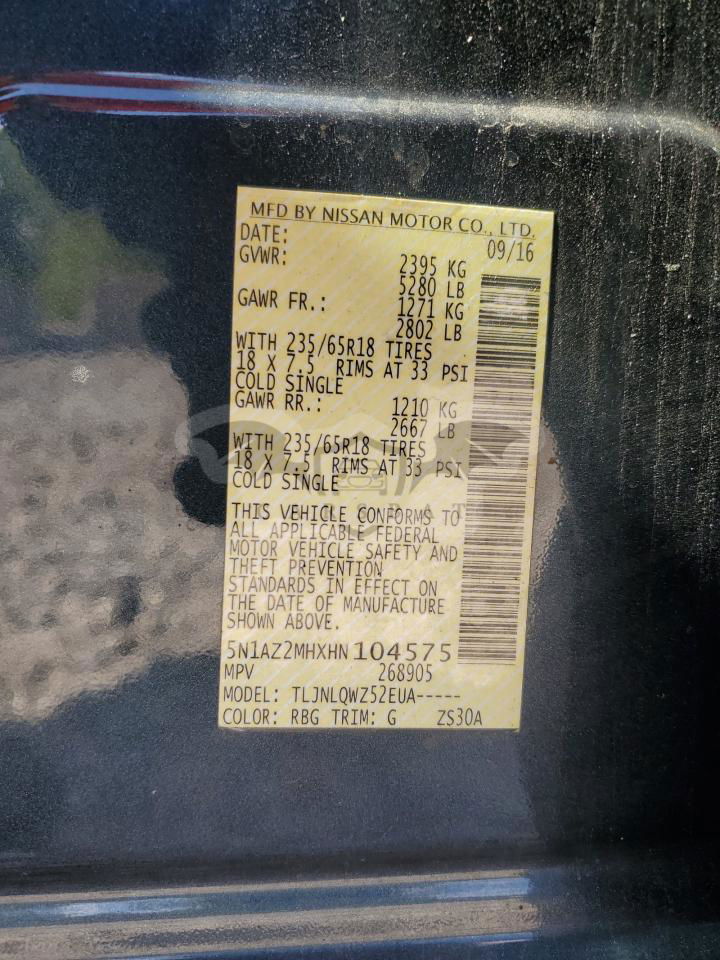 MFD BY NISSAN MOTOR CO., LTD.
DATE: 09/16
GVWR: 2395 KG
5280 LB
GAWR FR.: 1271 KG
2802 LB
WITH 235/65R18 TIRES
18 X 7.5 RIMS AT 33 PSI
COLD SINGLE
GAWR RR.: 1210 KG
2667 LB
WITH 235/65R18 TIRES
18 X 7.5 RIMS AT 33 PSI
COLD SINGLE
THIS VEHICLE CONFORMS TO
ALL APPLICABLE FEDERAL
MOTOR VEHICLE SAFETY AND
THEFT PREVENTION
STANDARDS IN EFFECT ON
THE DATE OF MANUFACTURE
SHOWN ABOVE.
5N1AZ2MHXHN104575
MPV 268905
MODEL: TLJNLQWZ52EUA-----
COLOR: RBG TRIM: G ZS30A